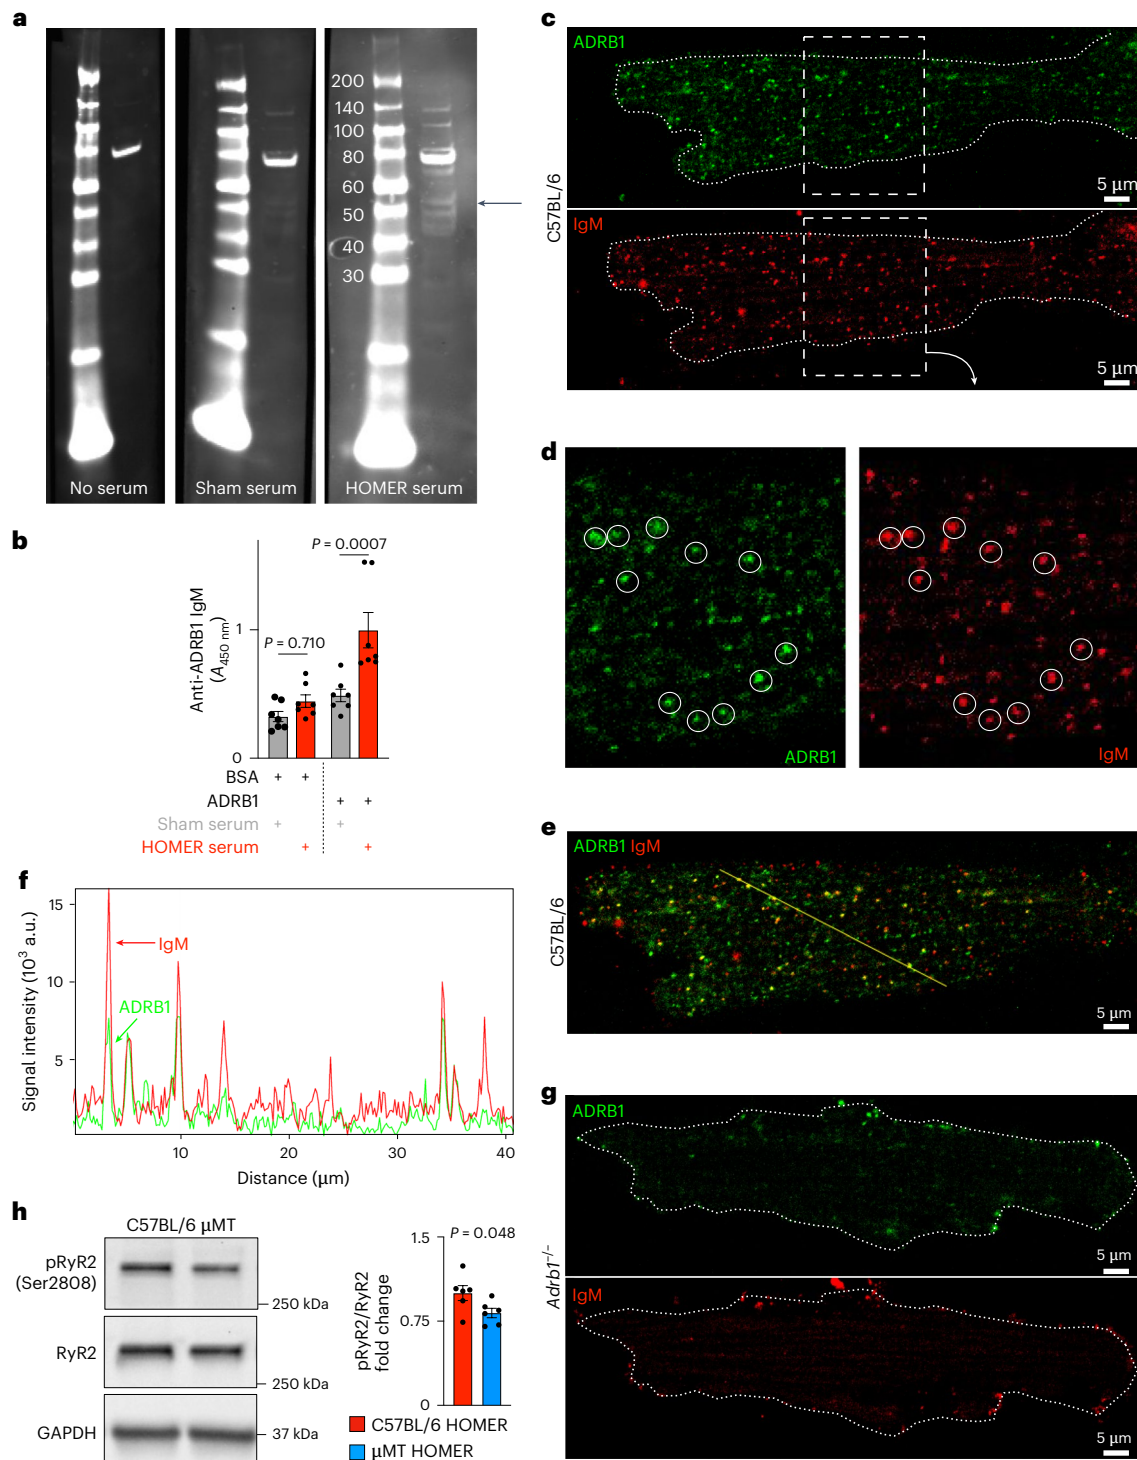 a
200
140
100
80
60
50
40
30
No serum
Sham serum
HOMER serum
b
P = 0.0007
P = 0.710
Anti-ADRB1 IgM
(A450 nm)
1
0
BSA + +
ADRB1 + +
Sham serum + +
HOMER serum + +
c
C57BL/6
ADRB1
5 µm
IgM
5 µm
d
ADRB1
IgM
e
C57BL/6
ADRB1 IgM
5 µm
f
Signal intensity (10³ a.u.)
15
10
5
IgM
ADRB1
10 20 30 40
Distance (µm)
g
Adrb1−/−
ADRB1
5 µm
IgM
5 µm
h
C57BL/6 µMT
pRyR2
(Ser2808)
250 kDa
RyR2
250 kDa
GAPDH
37 kDa
P = 0.048
pRyR2/RyR2
fold change
1.5
0.75
0
C57BL/6 HOMER
µMT HOMER